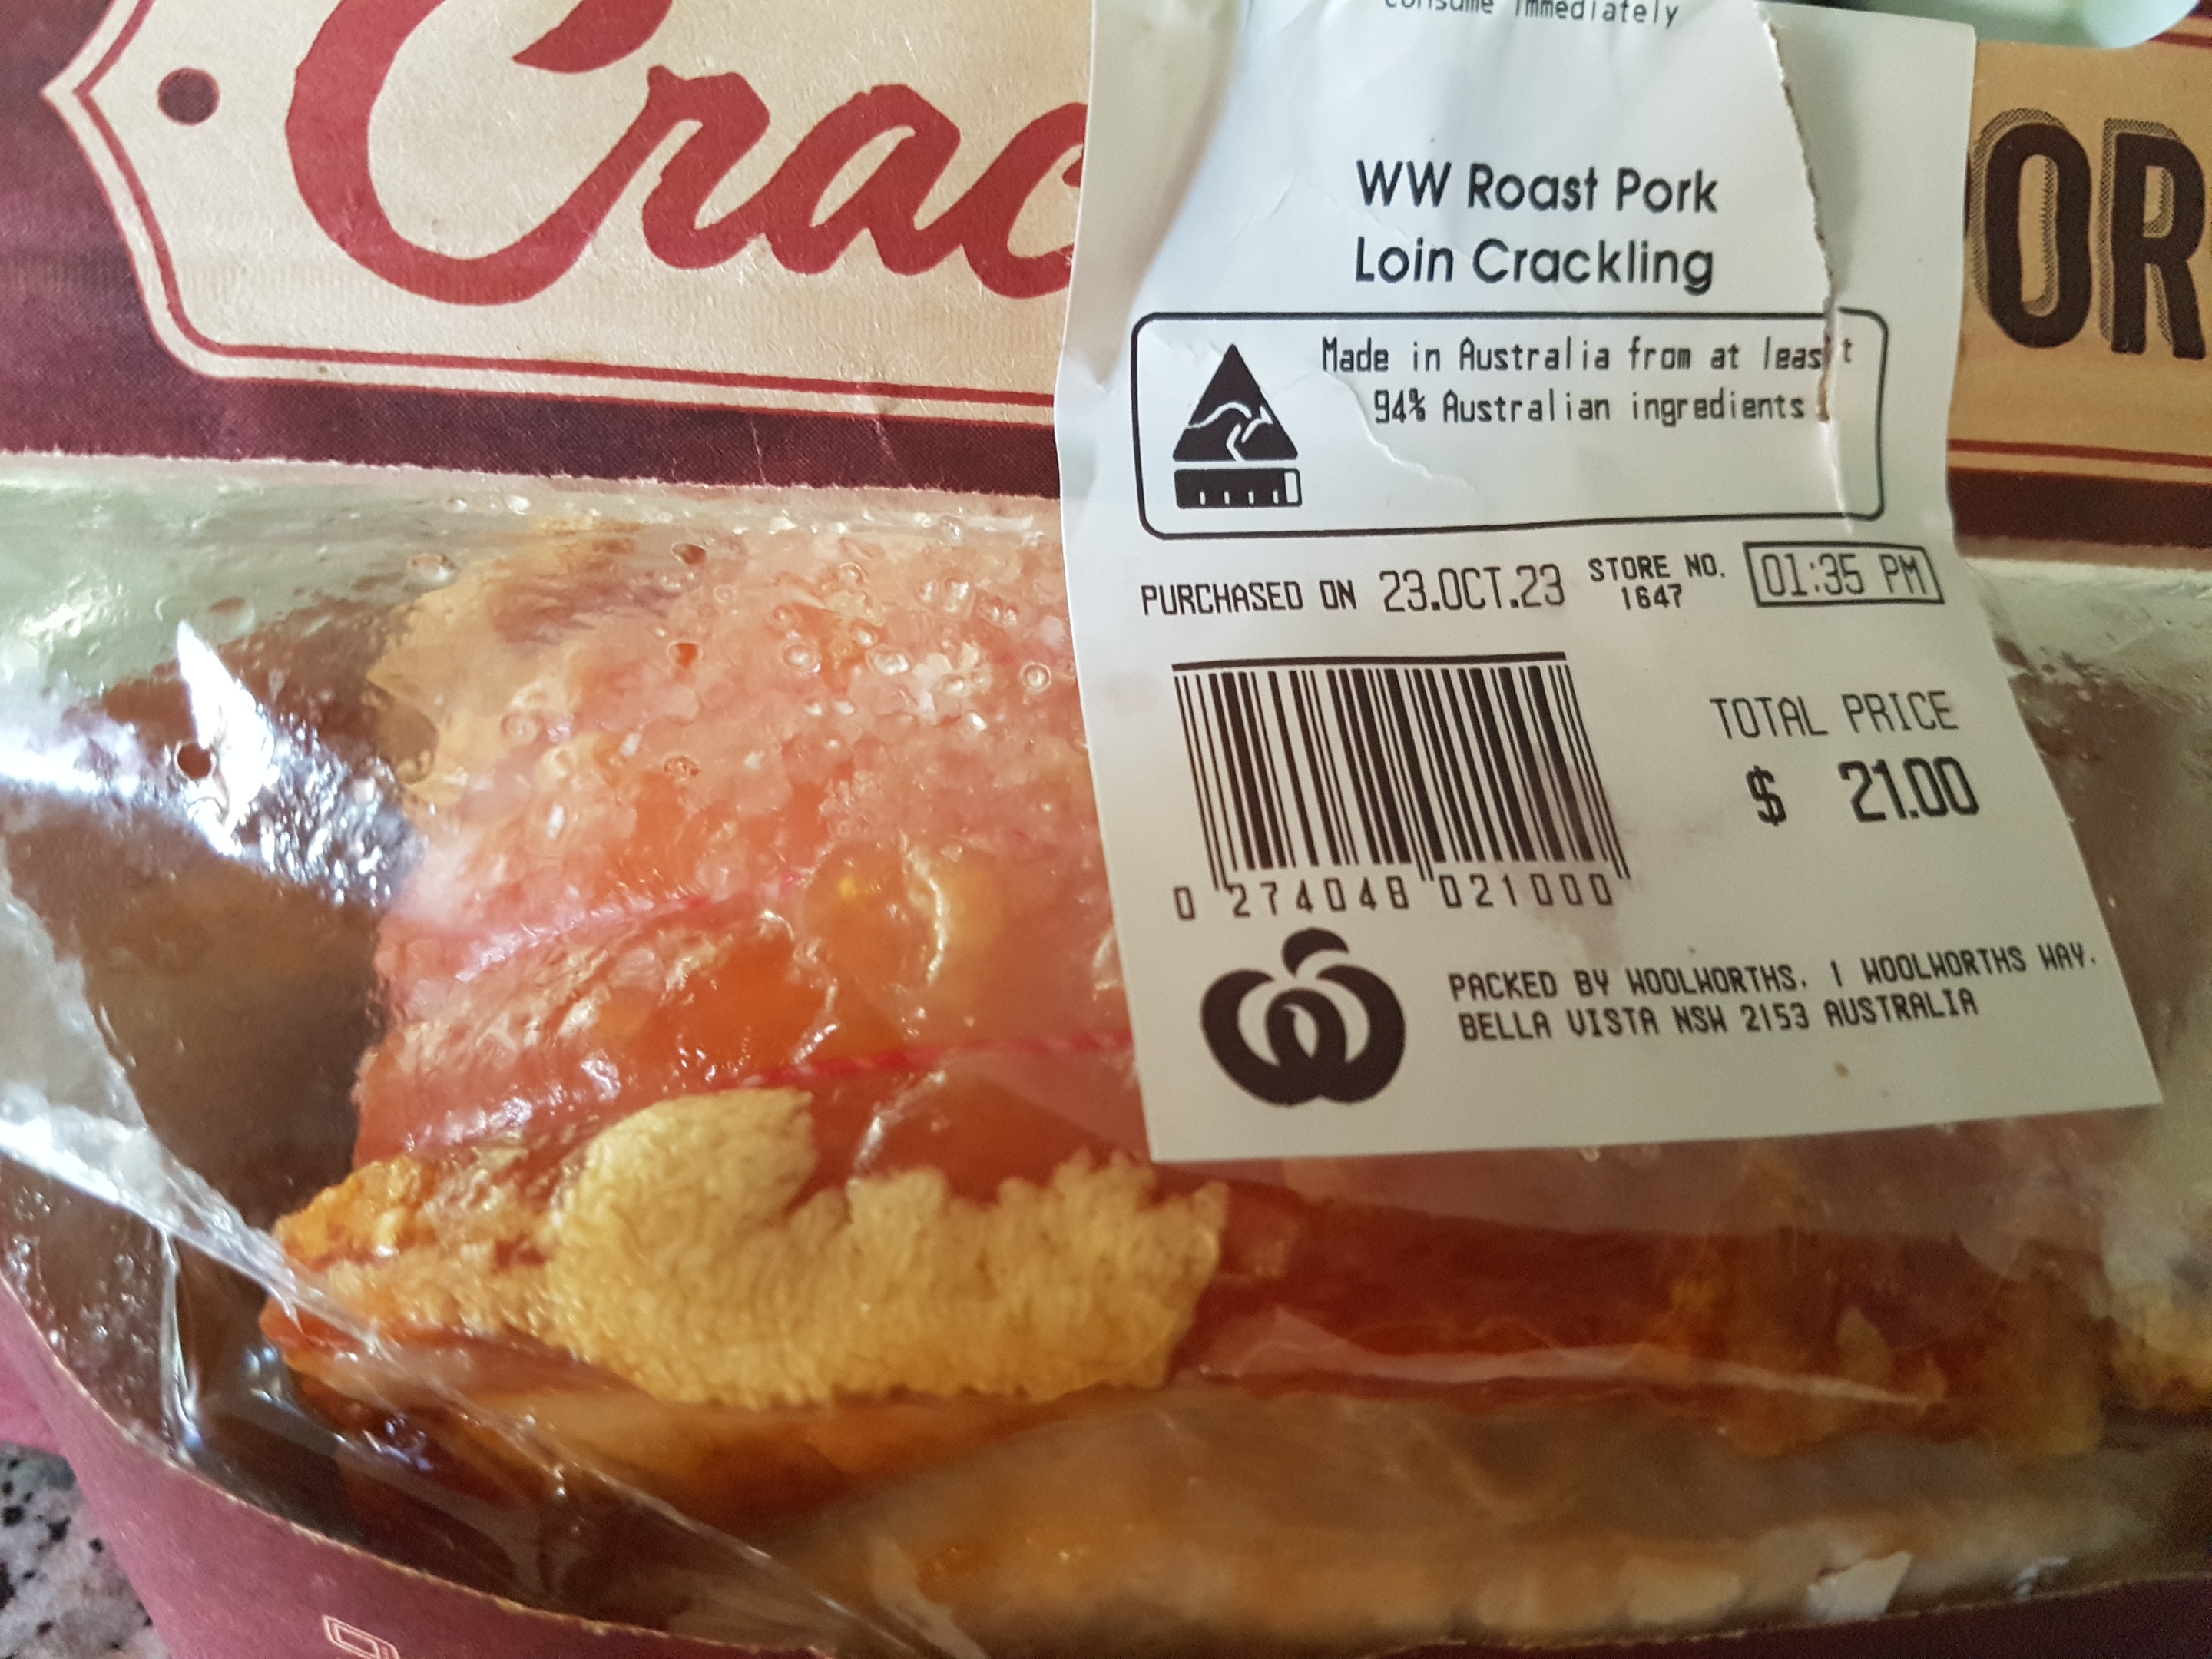 consume immediately
Crac
OR
WW Roast Pork
Loin Crackling
Made in Australia from at least
94% Australian ingredients
PURCHASED ON 23.OCT.23 STORE NO. 1647 01:35 PM
TOTAL PRICE
$ 21.00
0 274048 021000
PACKED BY WOOLWORTHS. 1 WOOLWORTHS WAY.
BELLA VISTA NSW 2153 AUSTRALIA